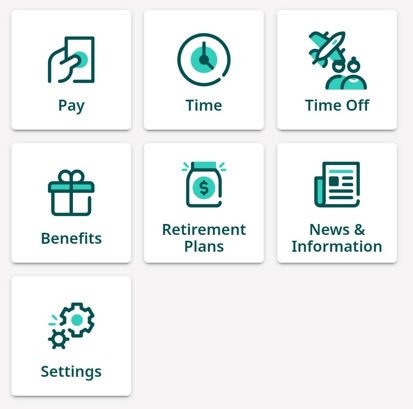 Pay
Time
Time Off
Benefits
Retirement
Plans
News &
Information
Settings